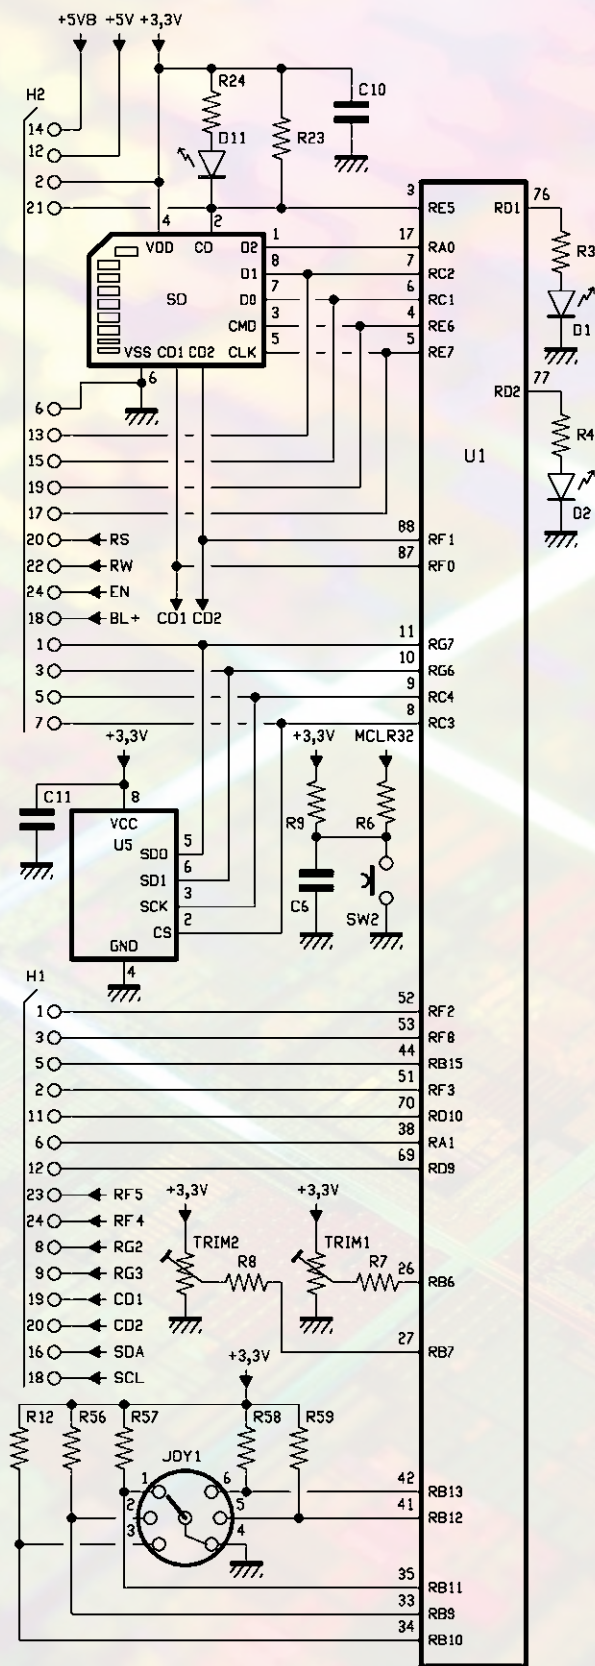 +5VB +5V +3,3V
H2
R24
C10
14
D11
R23
12
2
21
4 2
3 RE5
RD1 76
VDD CD D2
1
17 RA0
R3
D1
8
7 RC2
SD
D0
7
6 RC1
CMD
3
4 RE6
D1
VSS CD1 CD2 CLK
5
5 RE7
6
RD2 77
6
13
R4
15
U1
19
17
D2
20 RS
88 RF1
22 RW
87 RF0
24 EN
18 BL+ CD1 CD2
1
11 RG7
3
10 RG6
5
9 RC4
7
8 RC3
+3,3V
+3,3V MCLR32
C11
8
VCC
R9 R6
U5
SDO 5
SDI 6
SCK 3
C6
SW2
CS 2
GND
4
H1
1
52 RF2
3
53 RF8
5
44 RB15
2
51 RF3
11
70 RD10
6
38 RA1
12
69 RD9
23 RF5
+3,3V
+3,3V
24 RF4
TRIM2
TRIM1
8 RG2
R8
R7
9 RG3
26 RB6
19 CD1
20 CD2
27 RB7
16 SDA
+3,3V
18 SCL
R12 R56 R57 R58 R59
JOY1
1 6
42 RB13
2 5
41 RB12
3 4
35 RB11
33 RB9
34 RB10